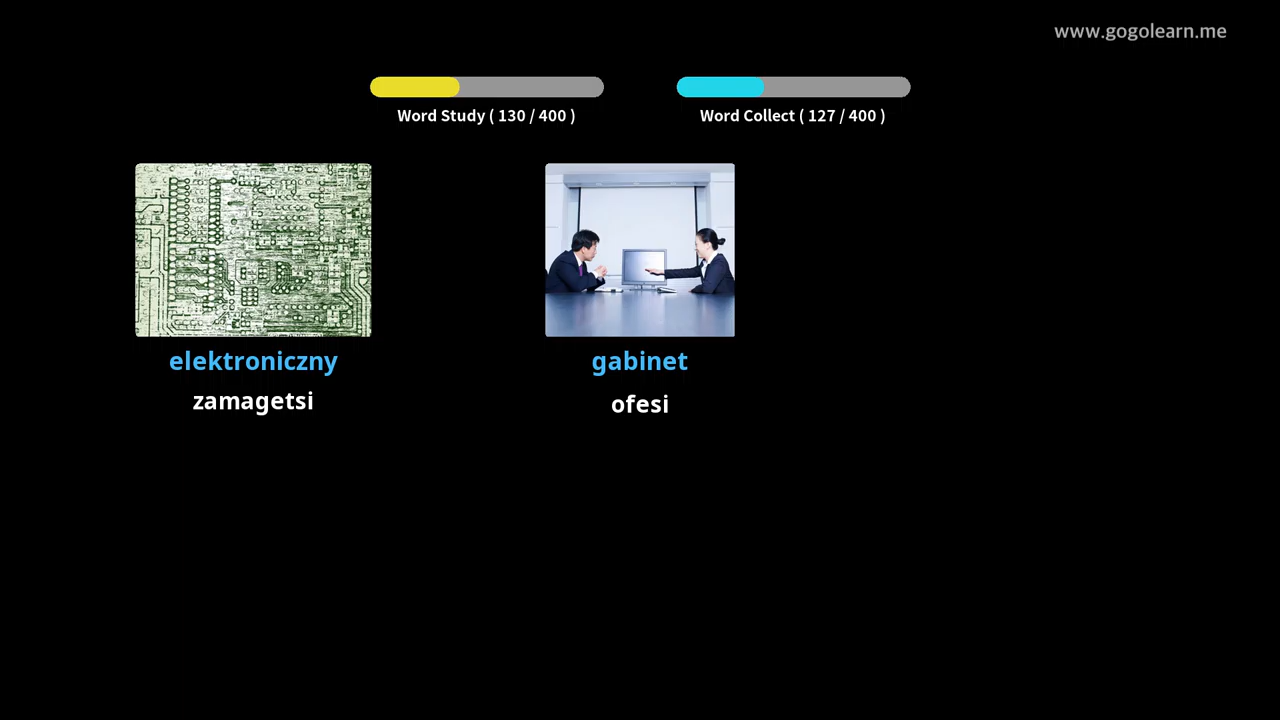 www.gogolearn.me
Word Study ( 130 / 400 )
Word Collect ( 127 / 400 )
elektroniczny
gabinet
zamagetsi
ofesi